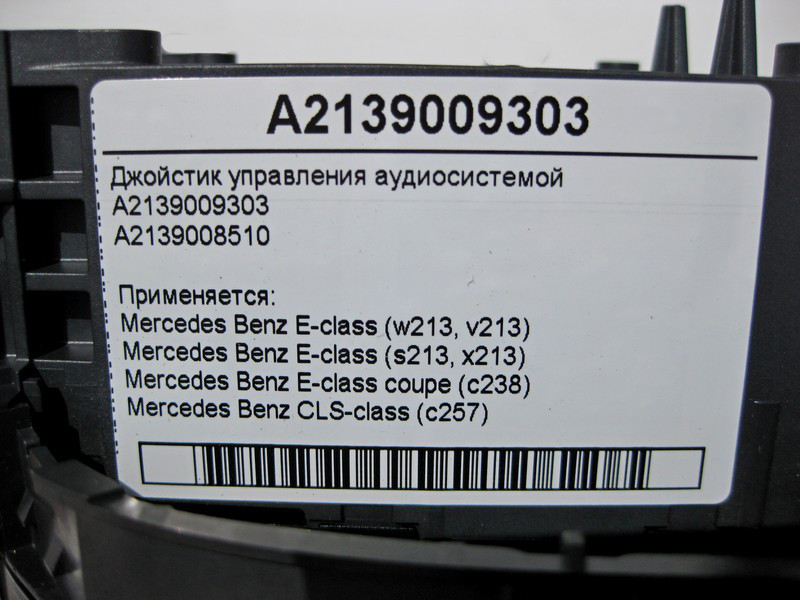 A2139009303
Джойстик управления аудиосистемой
A2139009303
A2139008510
Применяется:
Mercedes Benz E-class (w213, v213)
Mercedes Benz E-class (s213, x213)
Mercedes Benz E-class coupe (c238)
Mercedes Benz CLS-class (c257)